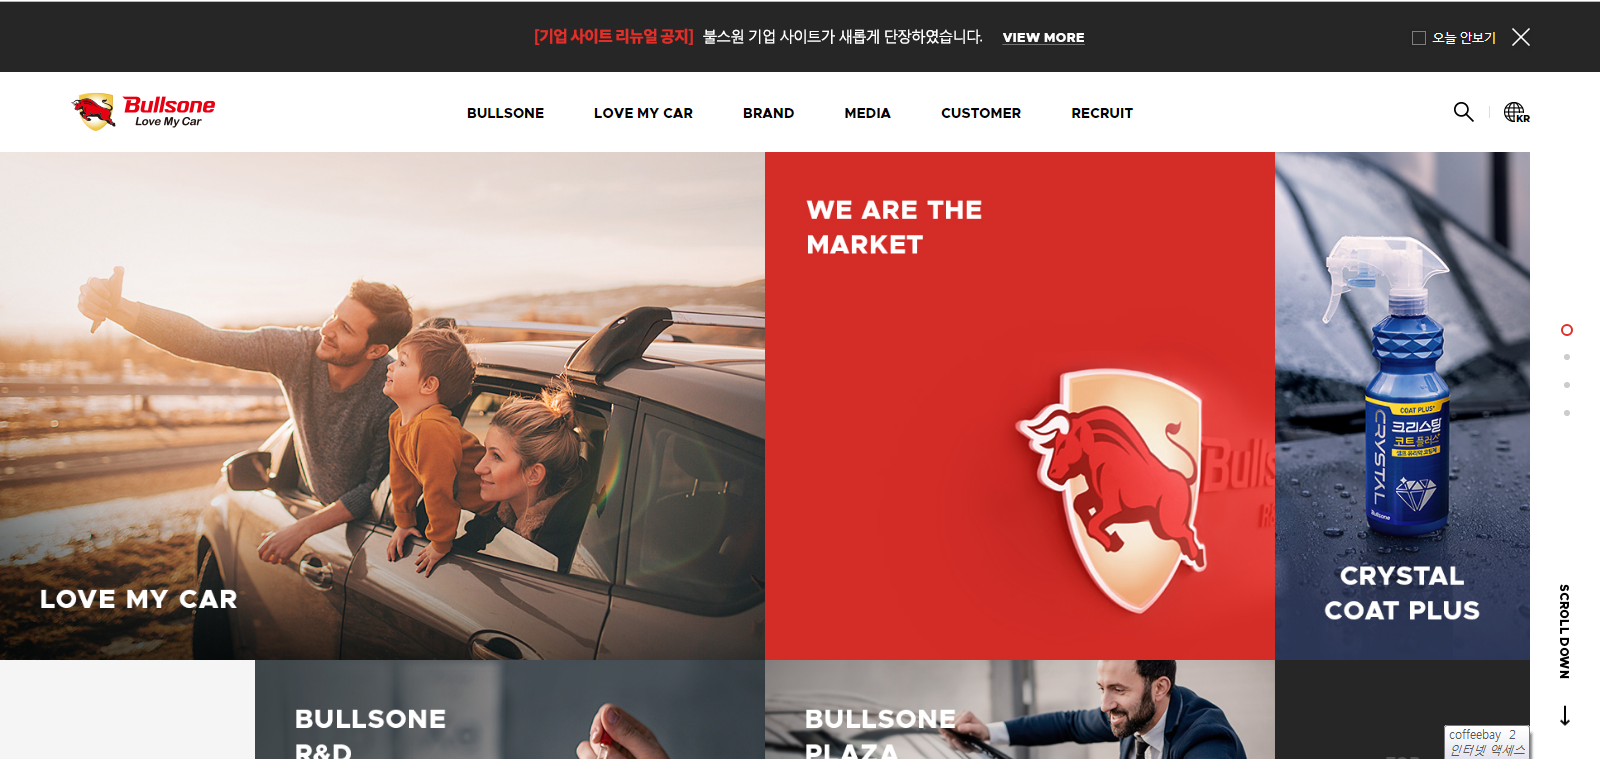 [기업 사이트 리뉴얼 공지] 불스원 기업 사이트가 새롭게 단장하였습니다. VIEW MORE
오늘 안보기
Bullsone
Love My Car
BULLSONE LOVE MY CAR BRAND MEDIA CUSTOMER RECRUIT
KR
LOVE MY CAR
WE ARE THE
MARKET
Bulls
COAT PLUS+
크리스탈
코트플러스+
CRYSTAL
Bullsone
CRYSTAL
COAT PLUS
SCROLL DOWN
BULLSONE
R&D
BULLSONE
PLAZA
coffeebay 2
인터넷 액세스